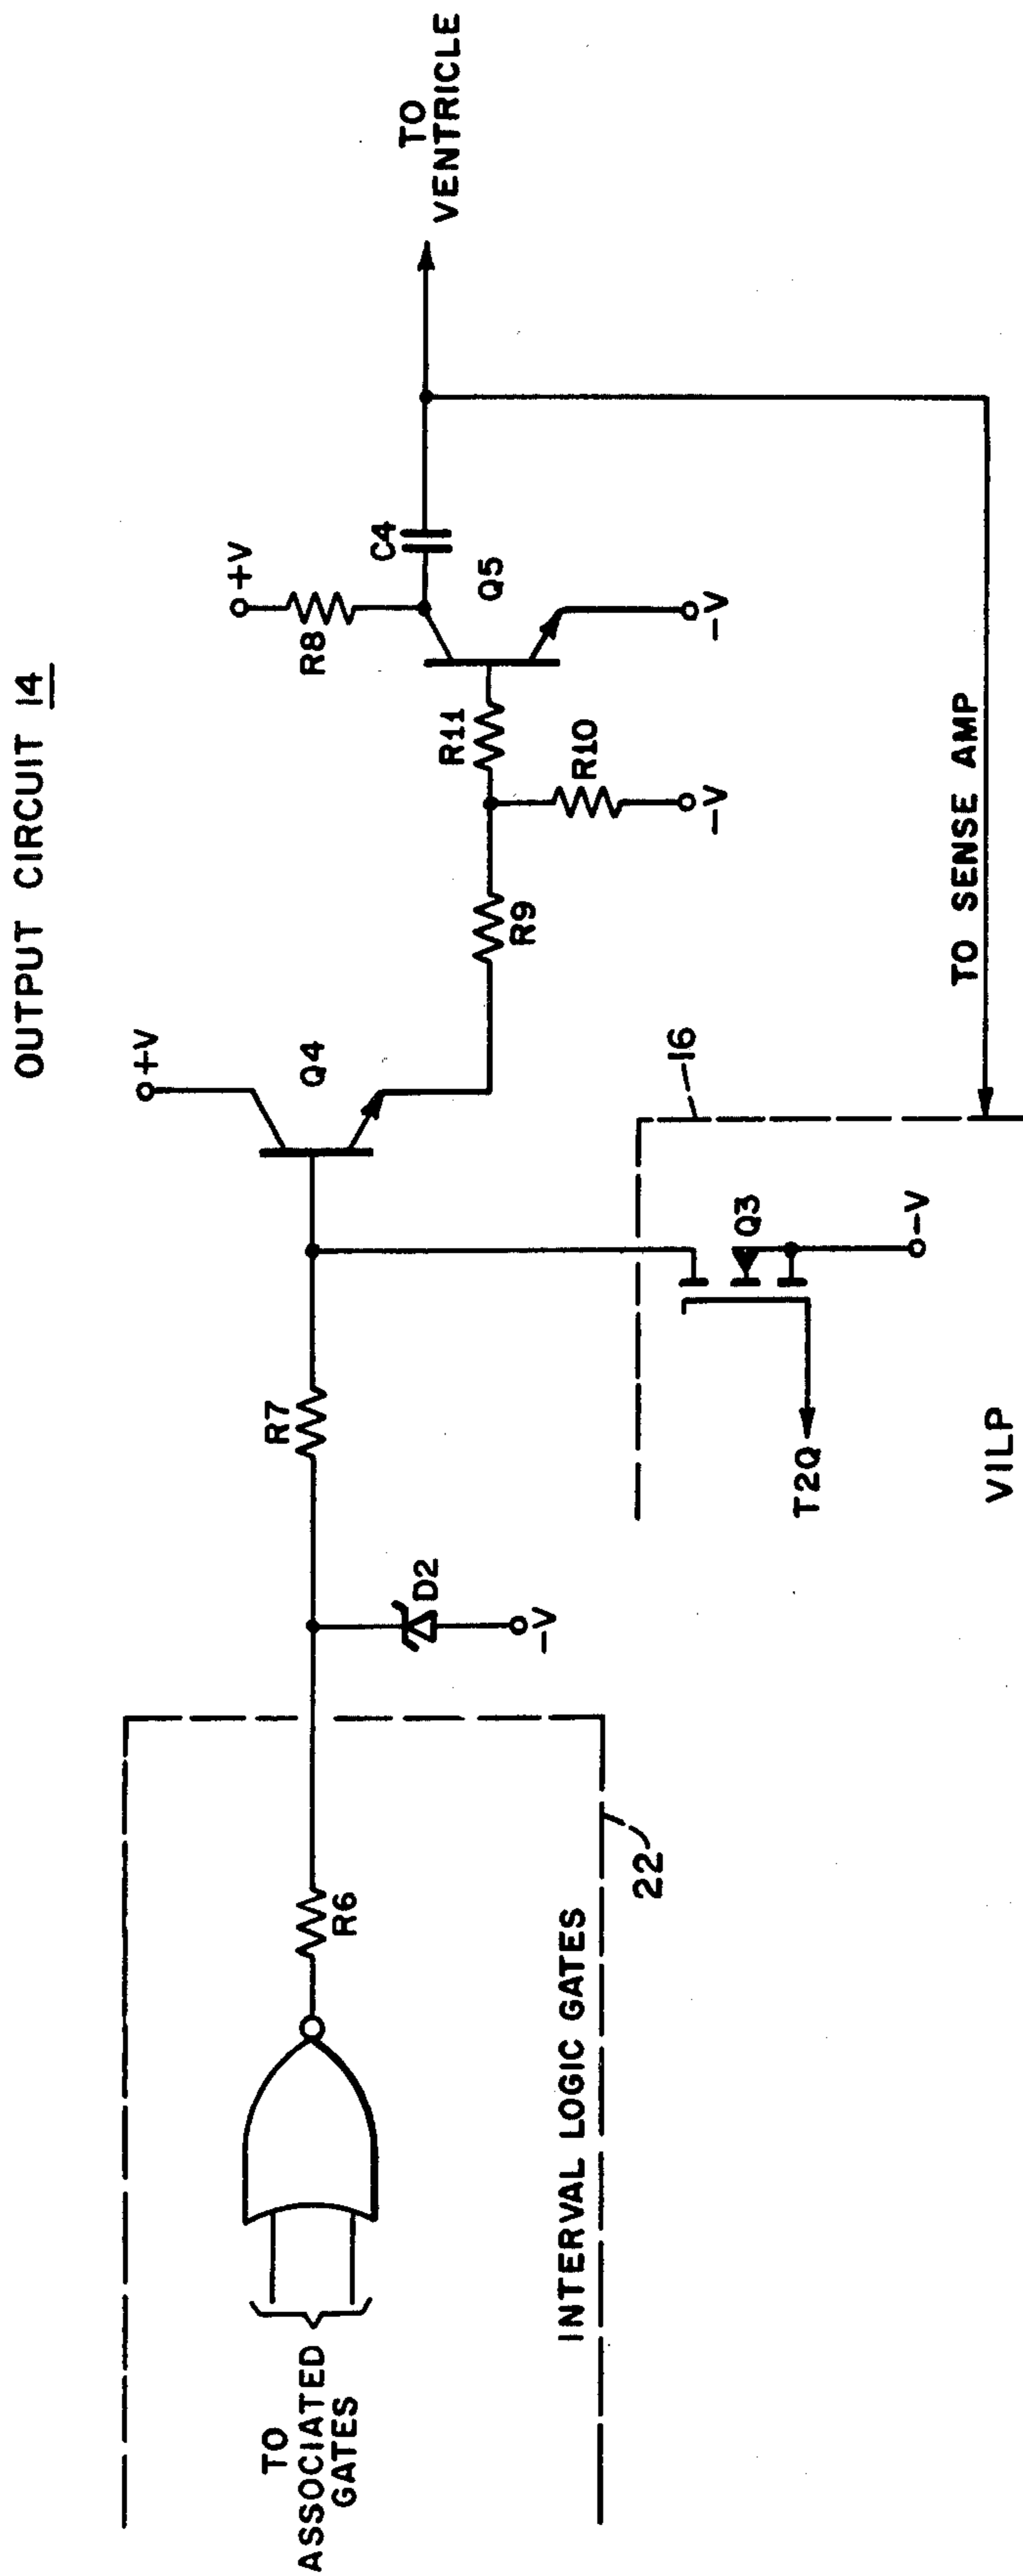 OUTPUT CIRCUIT 14
TO
ASSOCIATED
GATES
R6
INTERVAL LOGIC GATES
22
D2
-V
R7
T2Q
VILP
Q3
-V
16
+V
Q4
R9
R10
-V
R11
R8
+V
Q5
C4
-V
TO SENSE AMP
TO
VENTRICLE